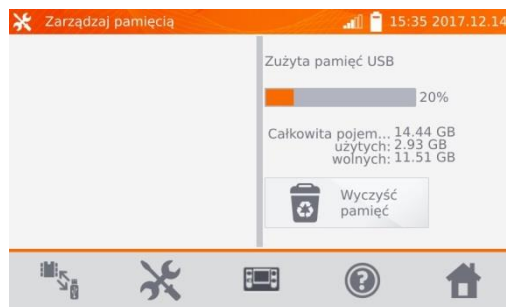 Zarządzaj pamięcią
15:35 2017.12.14
Zużyta pamięć USB
20%
Całkowita pojem... 14.44 GB
użytych: 2.93 GB
wolnych: 11.51 GB
Wyczyść
pamięć
?